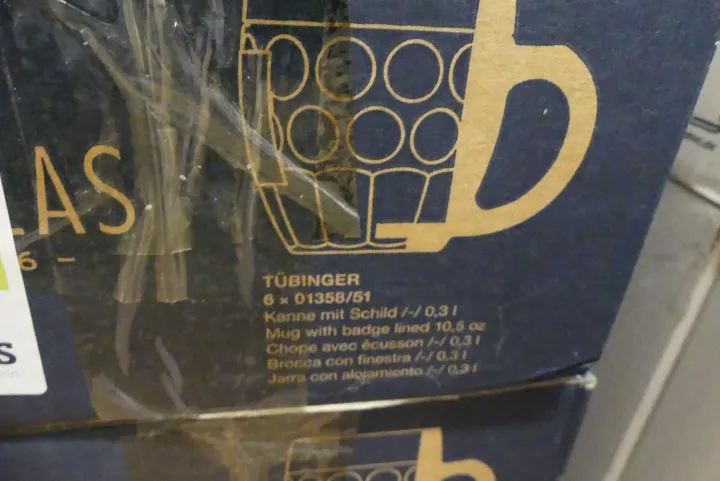 LAS
6 -
TÜBINGER
6 × 01358/51
Kanne mit Schild /-/ 0,3 l
Mug with badge lined 10,5 oz
Chope avec écusson /-/ 0,3 l
Brocca con finestra /-/ 0,3 l
Jarra con alojamiento /-/ 0,3 l
s